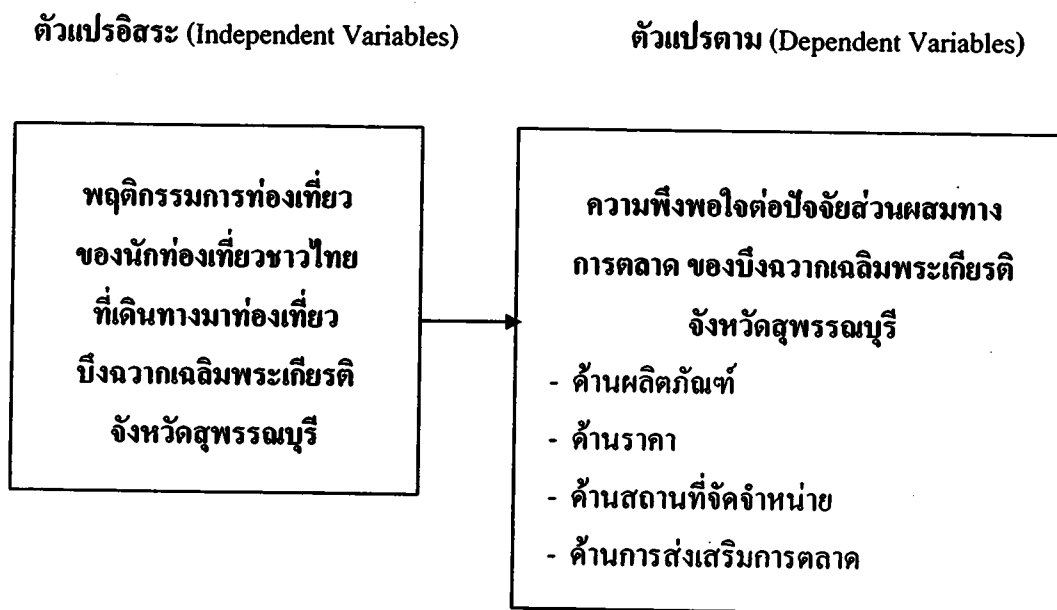 ตัวแปรอิสระ (Independent Variables)
ตัวแปรตาม (Dependent Variables)
พฤติกรรมการท่องเที่ยว
ของนักท่องเที่ยวชาวไทย
ที่เดินทางมาท่องเที่ยว
บึงฉวากเฉลิมพระเกียรติ
จังหวัดสุพรรณบุรี
ความพึงพอใจต่อปัจจัยส่วนผสมทาง
การตลาด ของบึงฉวากเฉลิมพระเกียรติ
จังหวัดสุพรรณบุรี
- ด้านผลิตภัณฑ์
- ด้านราคา
- ด้านสถานที่จัดจำหน่าย
- ด้านการส่งเสริมการตลาด